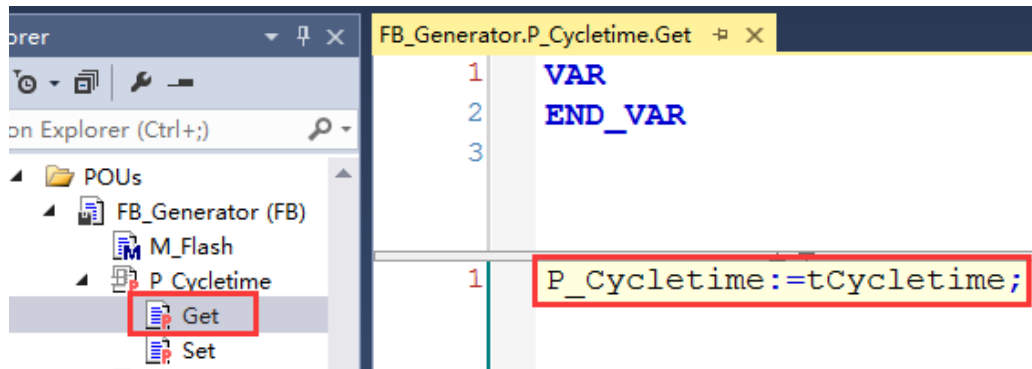 orer
FB_Generator.P_Cycletime.Get
on Explorer (Ctrl+;)
POUs
FB_Generator (FB)
M_Flash
P_Cycletime
Get
Set
1 VAR
2 END_VAR
3
1 P_Cycletime:=tCycletime;